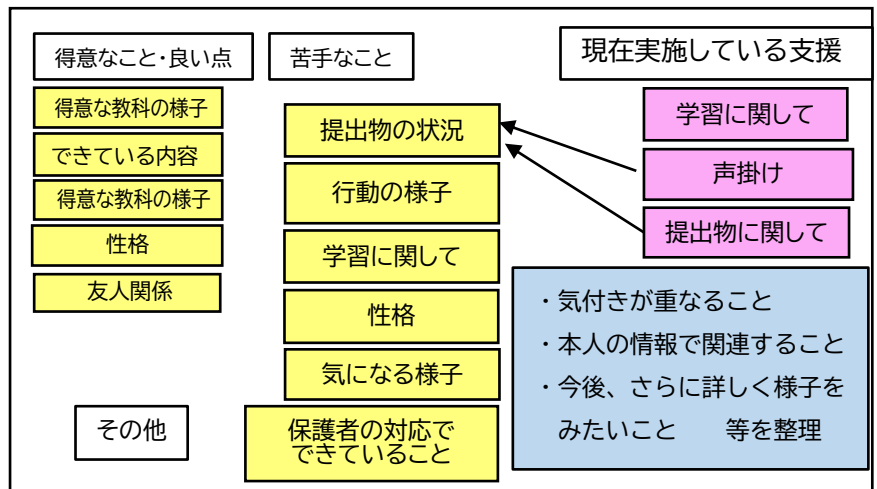 得意なこと・良い点
得意な教科の様子
できている内容
得意な教科の様子
性格
友人関係
その他
苦手なこと
提出物の状況
行動の様子
学習に関して
性格
気になる様子
保護者の対応で
できていること
現在実施している支援
学習に関して
声掛け
提出物に関して
・気付きが重なること
・本人の情報で関連すること
・今後、さらに詳しく様子を
みたいこと　　等を整理